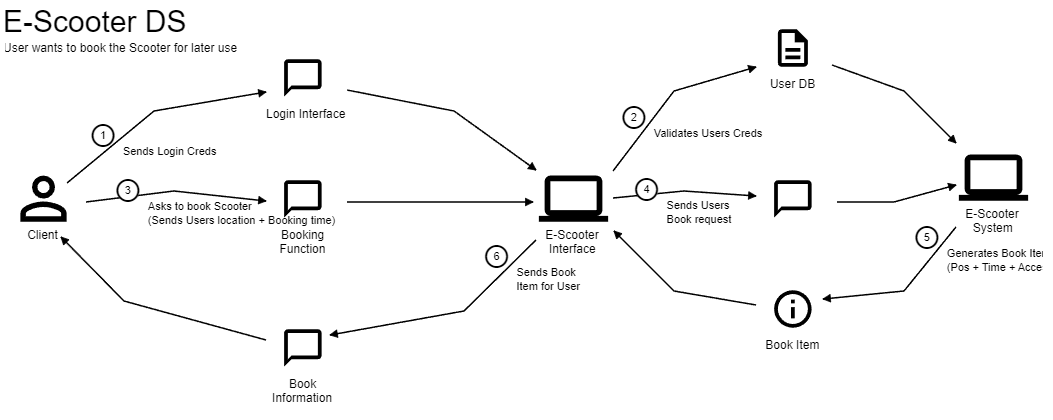 E-Scooter DS
User wants to book the Scooter for later use
Login Interface
1
Sends Login Creds
User DB
2
Validates Users Creds
Client
3
Asks to book Scooter
(Sends Users location + Booking time)
Booking
Function
E-Scooter
Interface
4
Sends Users
Book request
E-Scooter
System
5
Generates Book
(Pos + Time +
Book Item
6
Sends Book
Item for User
Book
Information